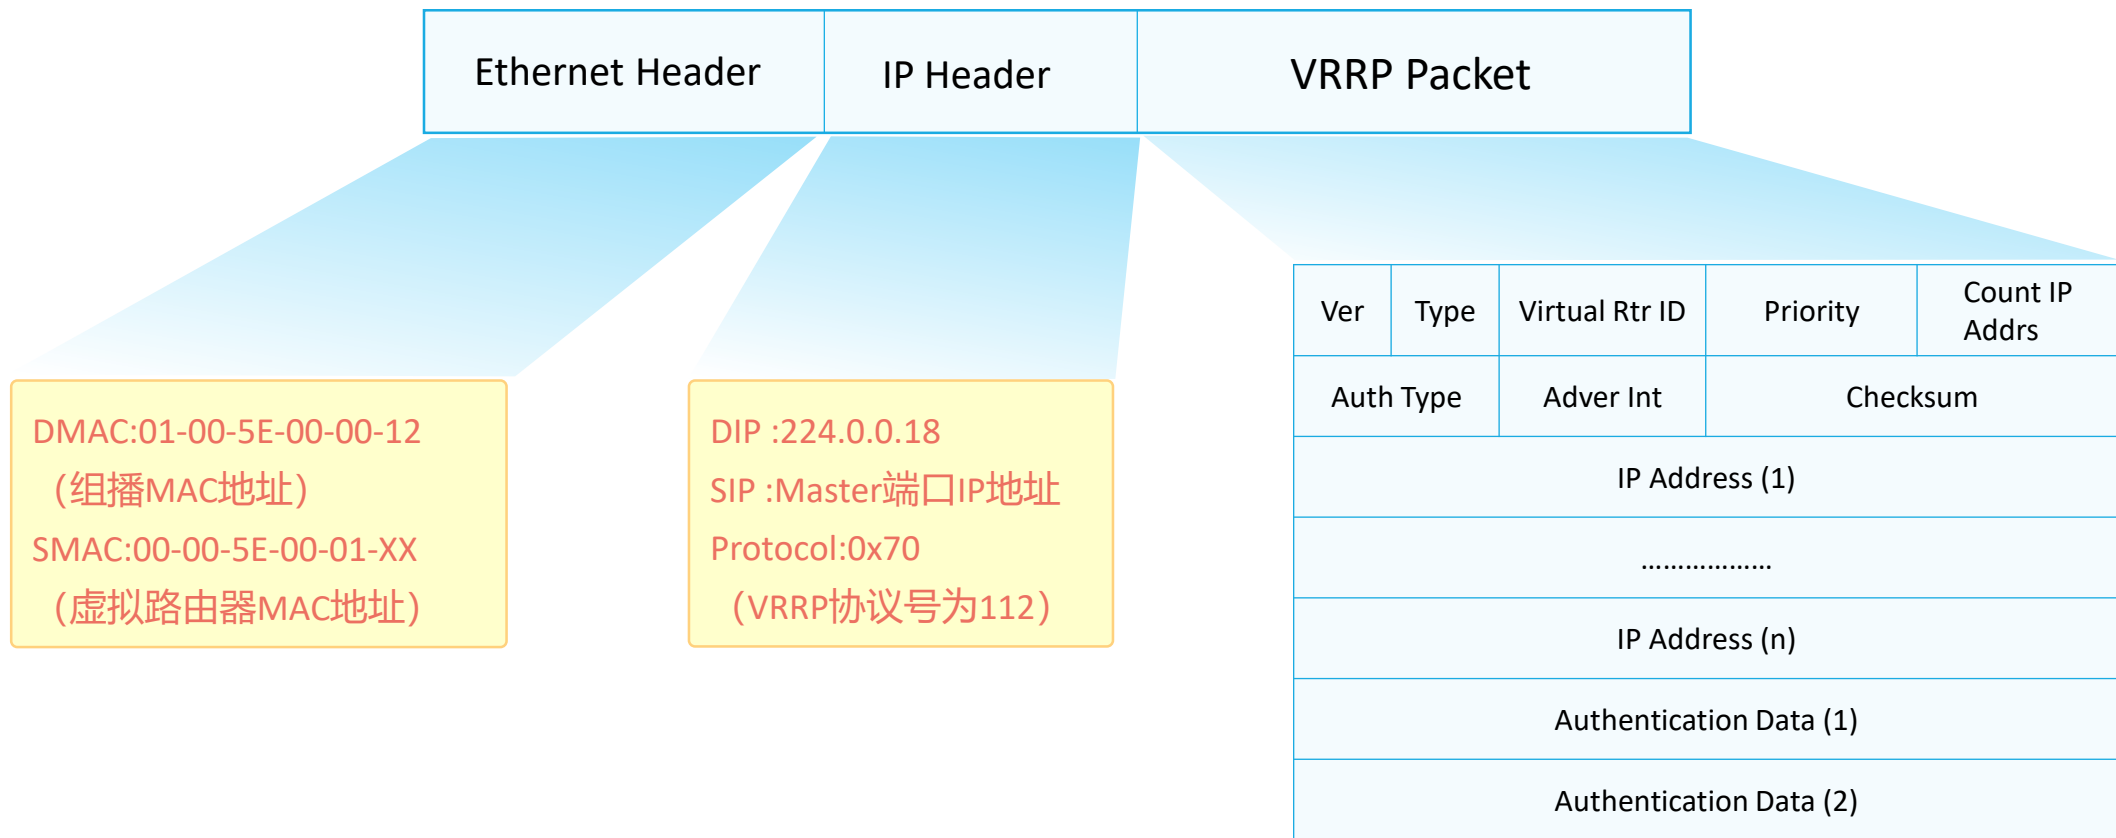 Ethernet Header
IP Header
VRRP Packet
DMAC:01-00-5E-00-00-12
（组播MAC地址）
SMAC:00-00-5E-00-01-XX
（虚拟路由器MAC地址）
DIP :224.0.0.18
SIP :Master端口IP地址
Protocol:0x70
（VRRP协议号为112）
Ver
Type
Virtual Rtr ID
Priority
Count IP
Addrs
Auth Type
Adver Int
Checksum
IP Address (1)
………………
IP Address (n)
Authentication Data (1)
Authentication Data (2)